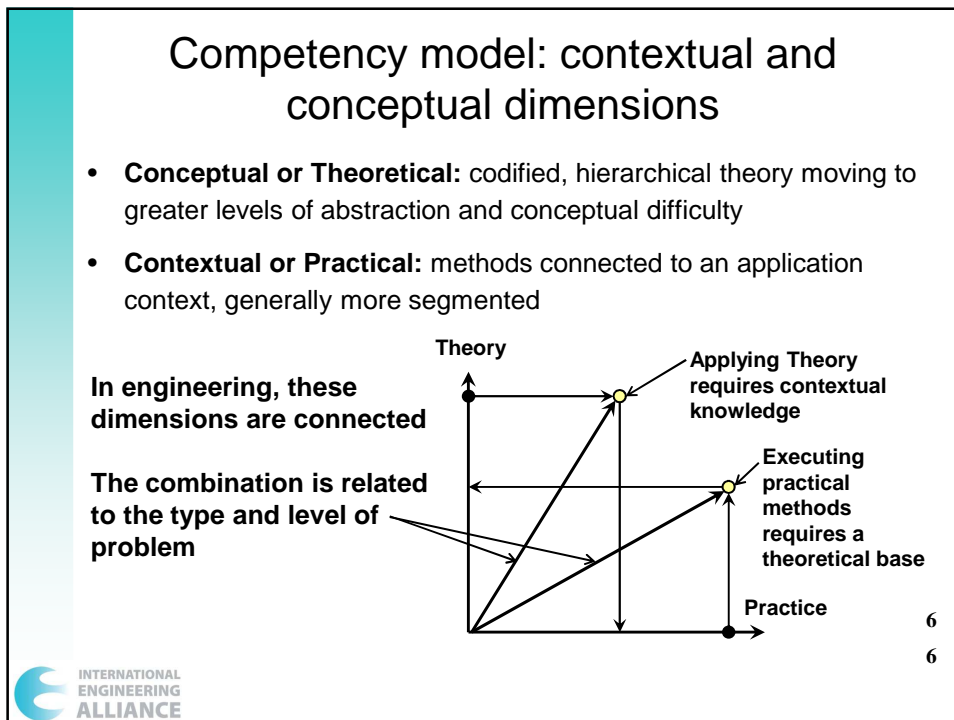 Competency model: contextual and
conceptual dimensions
• Conceptual or Theoretical: codified, hierarchical theory moving to
greater levels of abstraction and conceptual difficulty
• Contextual or Practical: methods connected to an application
context, generally more segmented
In engineering, these
dimensions are connected
The combination is related
to the type and level of
problem
Theory
Applying Theory
requires contextual
knowledge
Executing
practical
methods
requires a
theoretical base
Practice
6
6
INTERNATIONAL
ENGINEERING
ALLIANCE